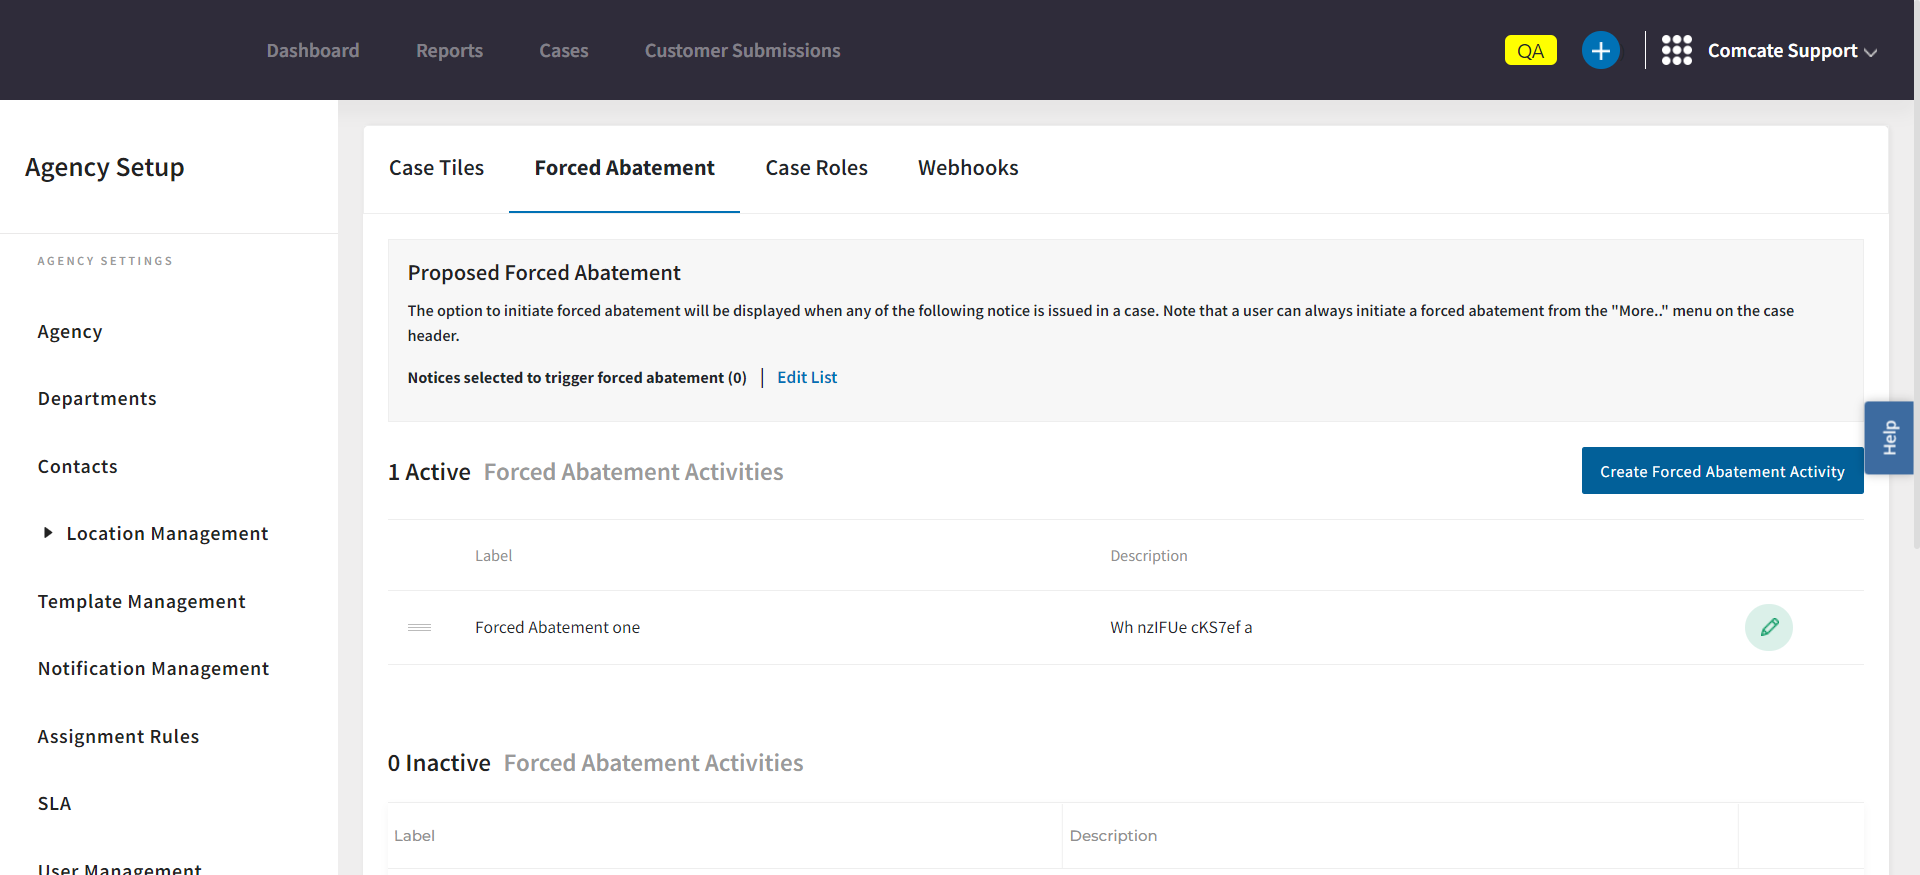 Dashboard Reports Cases Customer Submissions QA Comcate Support
Agency Setup
AGENCY SETTINGS
Agency
Departments
Contacts
Location Management
Template Management
Notification Management
Assignment Rules
SLA
User Management
Case Tiles Forced Abatement Case Roles Webhooks
Proposed Forced Abatement
The option to initiate forced abatement will be displayed when any of the following notice is issued in a case. Note that a user can always initiate a forced abatement from the "More.." menu on the case
header.
Notices selected to trigger forced abatement (0) Edit List
1 Active Forced Abatement Activities Create Forced Abatement Activity
Label Description
Forced Abatement one Wh nzIFUe cKS7ef a
0 Inactive Forced Abatement Activities
Label Description
Help